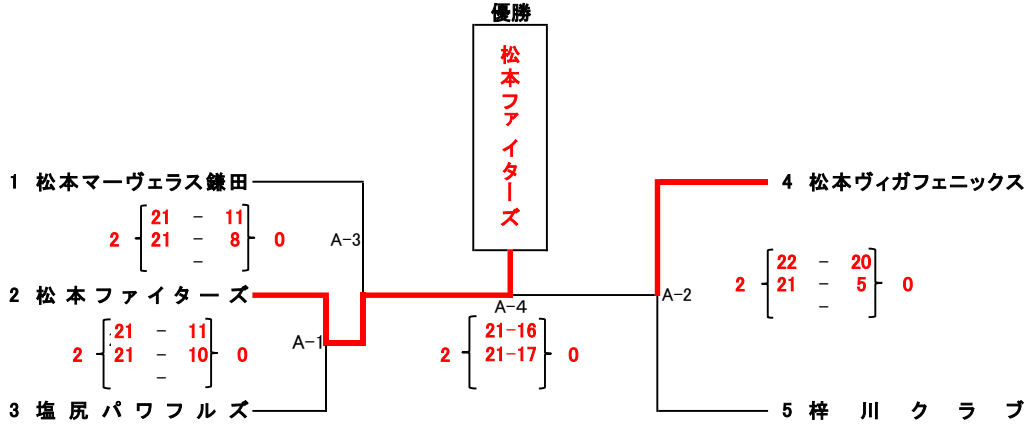 優勝
松本ファイターズ
1 松本マーヴェラス鎌田
4 松本ヴィガフェニックス
2 21 - 11 0
21 - 8
-
A-3
2 22 - 20 0
21 - 5
-
2 松本ファイターズ
A-2
A-4
2 21 - 11 0
21 - 10
-
A-1
2 21-16 0
21-17
3 塩尻パワフルズ
5 梓川クラブ